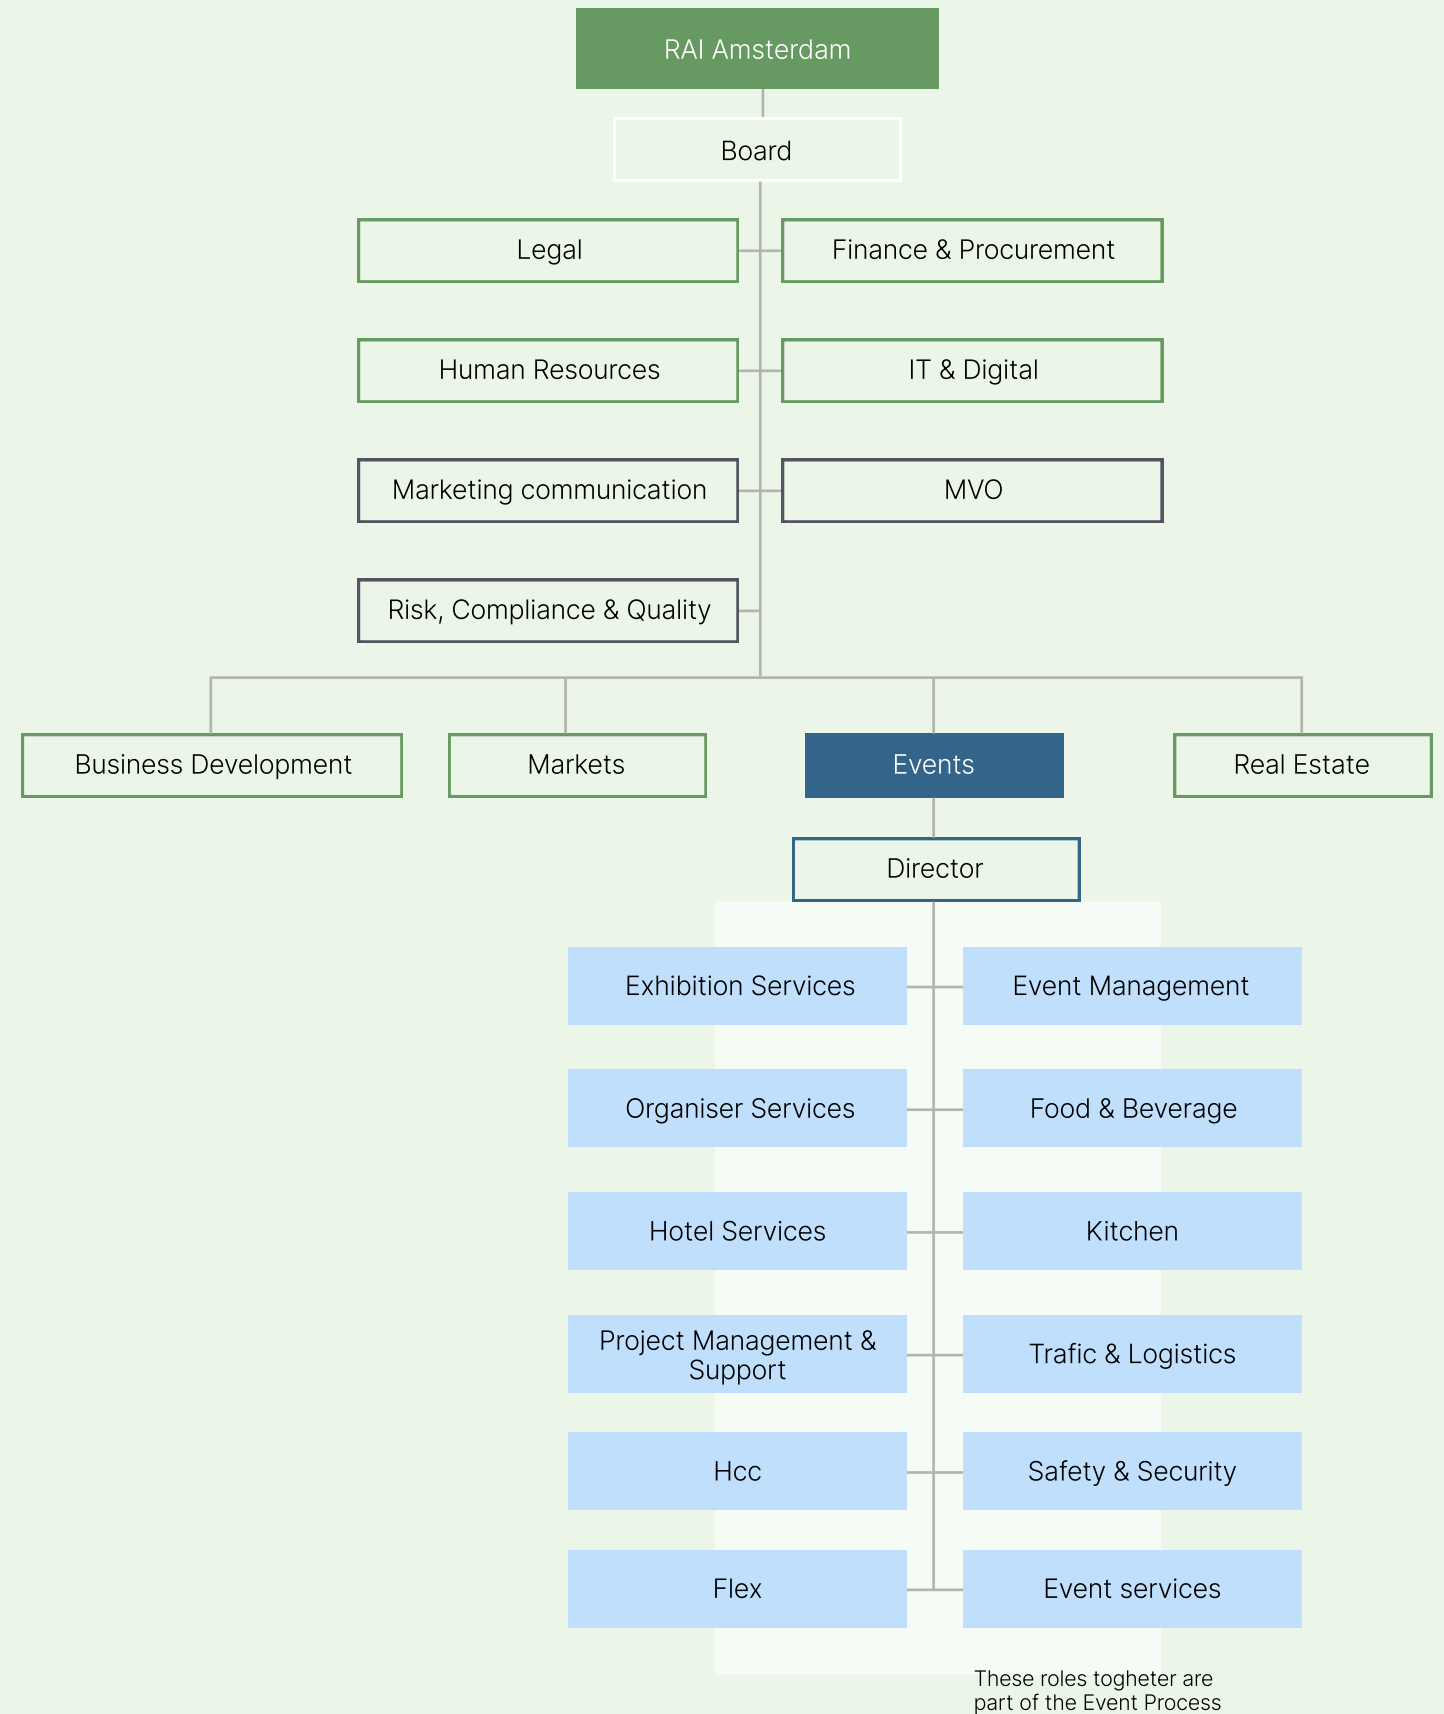 RAI Amsterdam
Board
Legal
Finance & Procurement
Human Resources
IT & Digital
Marketing communication
MVO
Risk, Compliance & Quality
Business Development
Markets
Events
Real Estate
Director
Exhibition Services
Event Management
Organiser Services
Food & Beverage
Hotel Services
Kitchen
Project Management &
Support
Trafic & Logistics
Hcc
Safety & Security
Flex
Event services
These roles togheter are
part of the Event Process